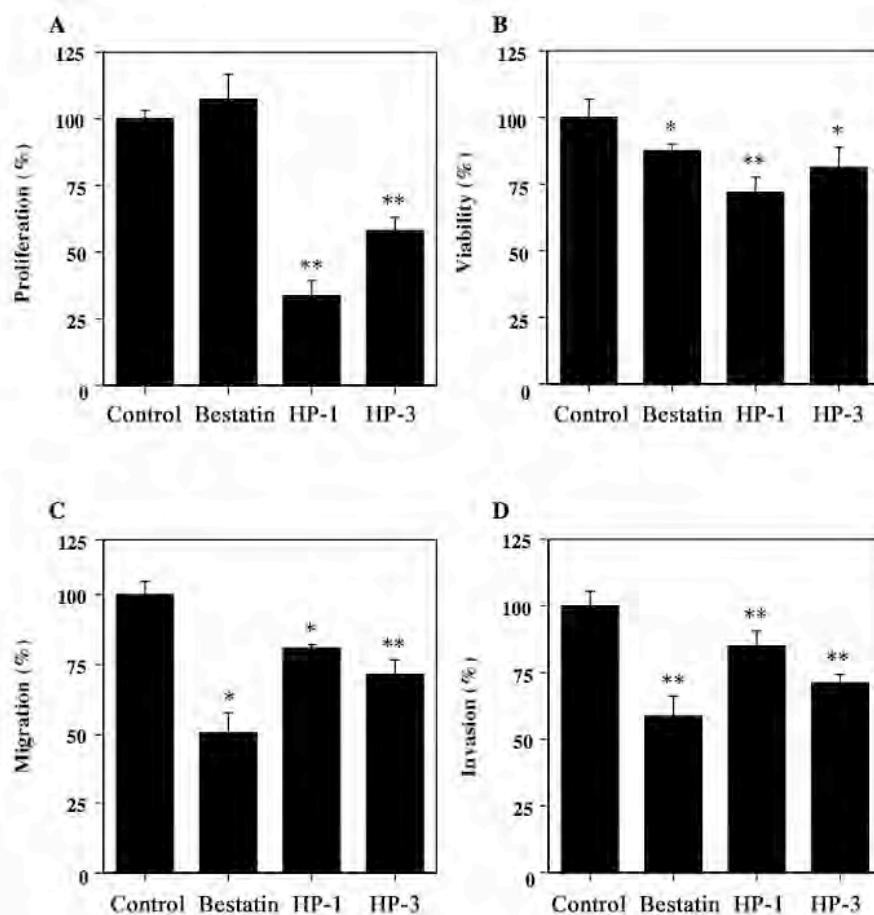 A
Proliferation (%)
125
100
75
50
25
0
**
**
Control Bestatin HP-1 HP-3
B
Viability (%)
125
100
75
50
25
0
*
**
*
Control Bestatin HP-1 HP-3
C
Migration (%)
125
100
75
50
25
0
*
*
**
Control Bestatin HP-1 HP-3
D
Invasion (%)
125
100
75
50
25
0
**
**
**
Control Bestatin HP-1 HP-3